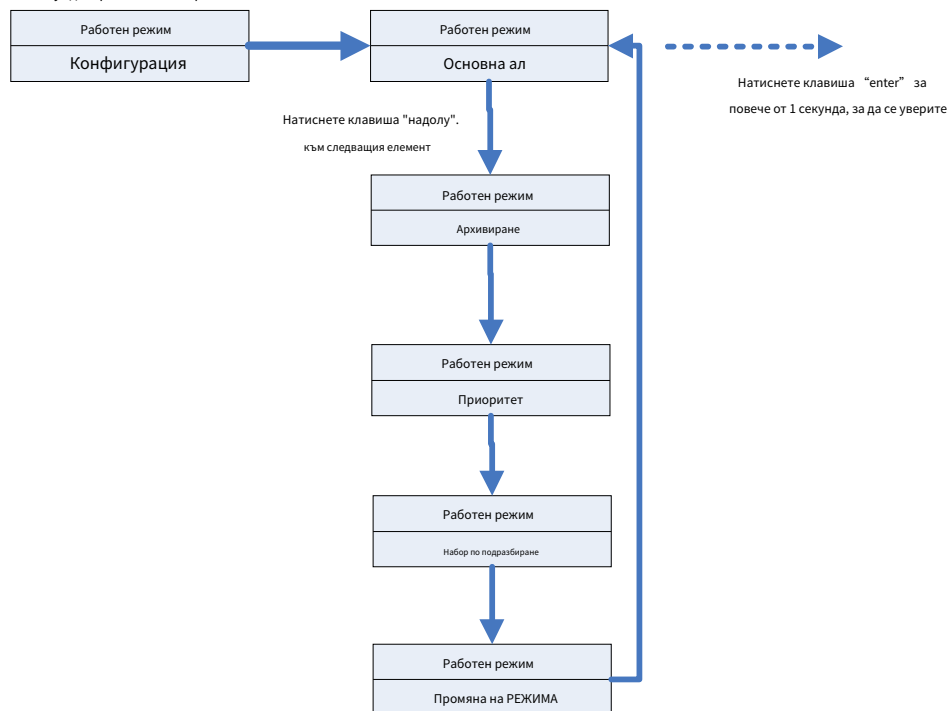 Работен режим
Конфигурация
Работен режим
Основна ал
Натиснете клавиша “enter” за
повече от 1 секунда, за да се уверите
Натиснете клавиша "надолу".
към следващия елемент
Работен режим
Архивиране
Работен режим
Приоритет
Работен режим
Набор по подразбиране
Работен режим
Промяна на РЕЖИМА